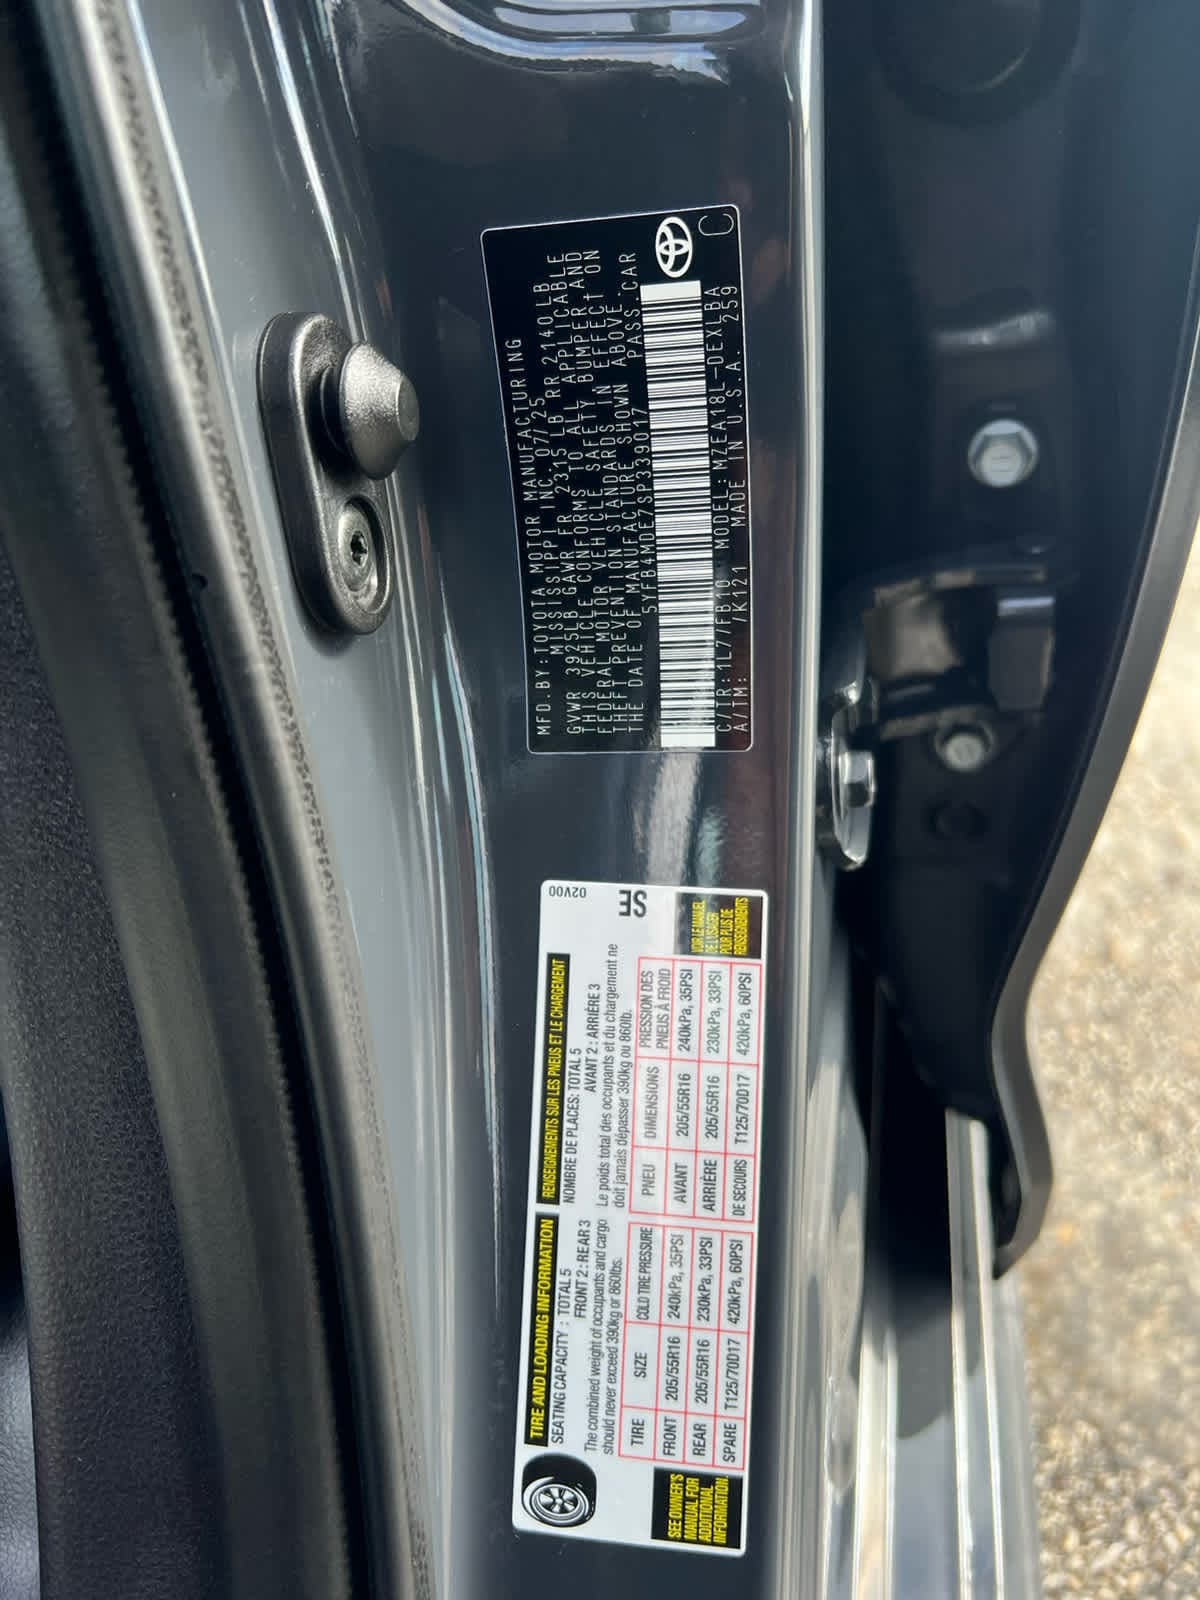 MFD.BY:TOYOTA MOTOR MANUFACTURING
MISSISSIPPI INC. 07/25
GVWR 3925LB GAWR FR 2315 LB RR 2140 LB
THIS VEHICLE CONFORMS TO ALL APPLICABLE
FEDERAL MOTOR VEHICLE SAFETY, BUMPER, AND
THEFT PREVENTION STANDARDS IN EFFECT ON
THE DATE OF MANUFACTURE SHOWN ABOVE.
5YFB4MDE7SP339017 PASS.CAR
C/TR:1L77/FB10 MODEL:MZEA18L-DEXLBA
A/TM: /K121 MADE IN U.S.A. 259
C
TIRE AND LOADING INFORMATION
SEATING CAPACITY : TOTAL 5
FRONT 2 : REAR 3
The combined weight of occupants and cargo
should never exceed 390kg or 860lbs.
TIRE SIZE COLD TIRE PRESSURE
FRONT 205/55R16 240kPa, 35PSI
REAR 205/55R16 230kPa, 33PSI
SPARE T125/70D17 420kPa, 60PSI
SEE OWNER'S
MANUAL FOR
ADDITIONAL
INFORMATION.
RENSEIGNEMENTS SUR LES PNEUS ET LE CHARGEMENT
NOMBRE DE PLACES: TOTAL 5
AVANT 2 : ARRIÈRE 3
Le poids total des occupants et du chargement ne
doit jamais dépasser 390kg ou 860lb.
PNEU DIMENSIONS PRESSION DES
PNEUS À FROID
AVANT 205/55R16 240kPa, 35PSI
ARRIÈRE 205/55R16 230kPa, 33PSI
DE SECOURS T125/70D17 420kPa, 60PSI
VOIR LE MANUEL
DE L'USAGER
POUR PLUS DE
RENSEIGNEMENTS
02V00
SE